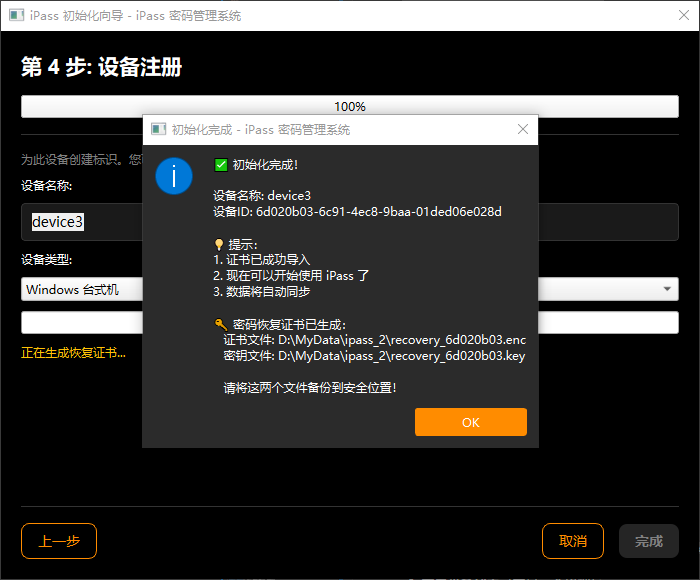 iPass 初始化向导 - iPass 密码管理系统
第 4 步: 设备注册
100%
初始化完成 - iPass 密码管理系统
为此设备创建标识。您
✅ 初始化完成!
设备名称: device3
设备ID: 6d020b03-6c91-4ec8-9baa-01ded06e028d
💡 提示:
1. 证书已成功导入
2. 现在可以开始使用 iPass 了
3. 数据将自动同步
🔑 密码恢复证书已生成:
证书文件: D:\MyData\ipass_2\recovery_6d020b03.enc
密钥文件: D:\MyData\ipass_2\recovery_6d020b03.key
请将这两个文件备份到安全位置!
OK
设备名称:
device3
设备类型:
Windows 台式机
正在生成恢复证书...
上一步
取消
完成